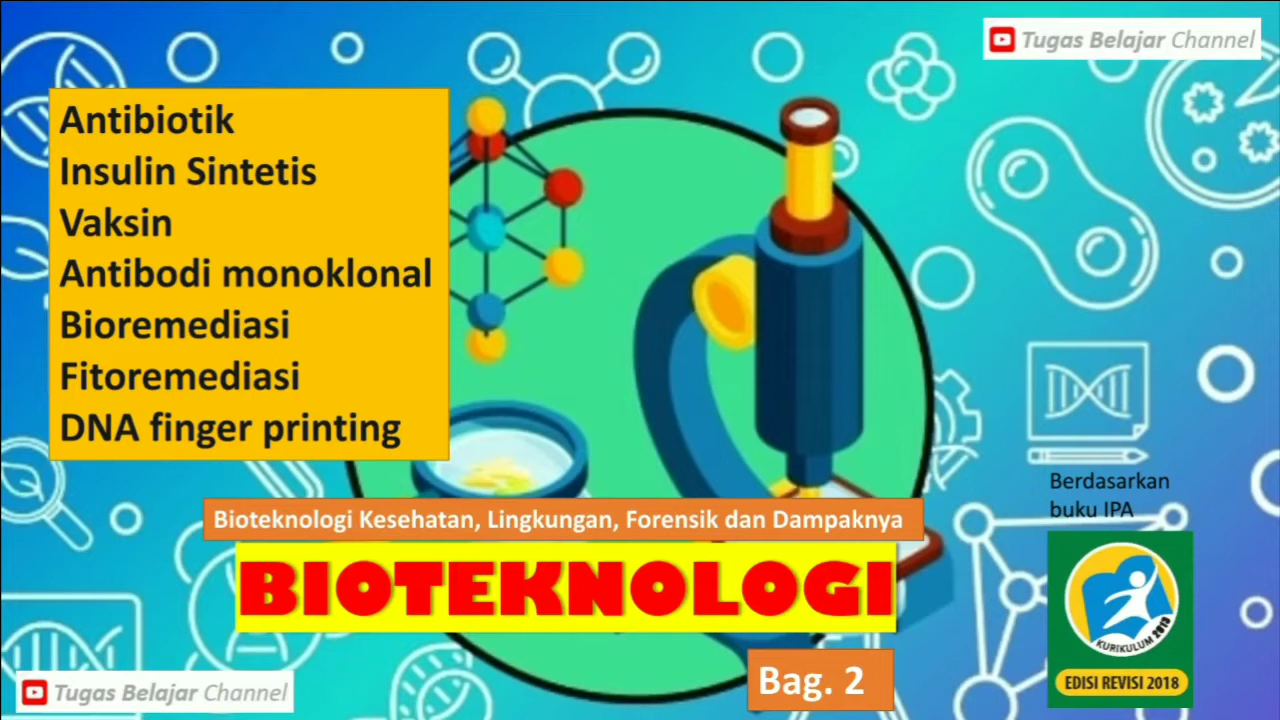 Tugas Belajar Channel
Antibiotik
Insulin Sintetis
Vaksin
Antibodi monoklonal
Bioremediasi
Fitoremediasi
DNA finger printing
Berdasarkan
buku IPA
Bioteknologi Kesehatan, Lingkungan, Forensik dan Dampaknya
BIOTEKNOLOGI
KURIKULUM 2013
EDISI REVISI 2018
Bag. 2
Tugas Belajar Channel